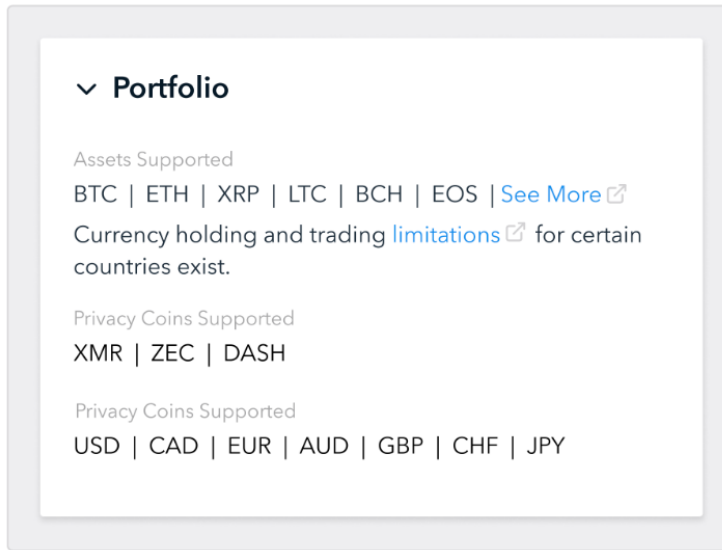 Portfolio
Assets Supported
BTC | ETH | XRP | LTC | BCH | EOS | See More
Currency holding and trading limitations for certain
countries exist.
Privacy Coins Supported
XMR | ZEC | DASH
Privacy Coins Supported
USD | CAD | EUR | AUD | GBP | CHF | JPY